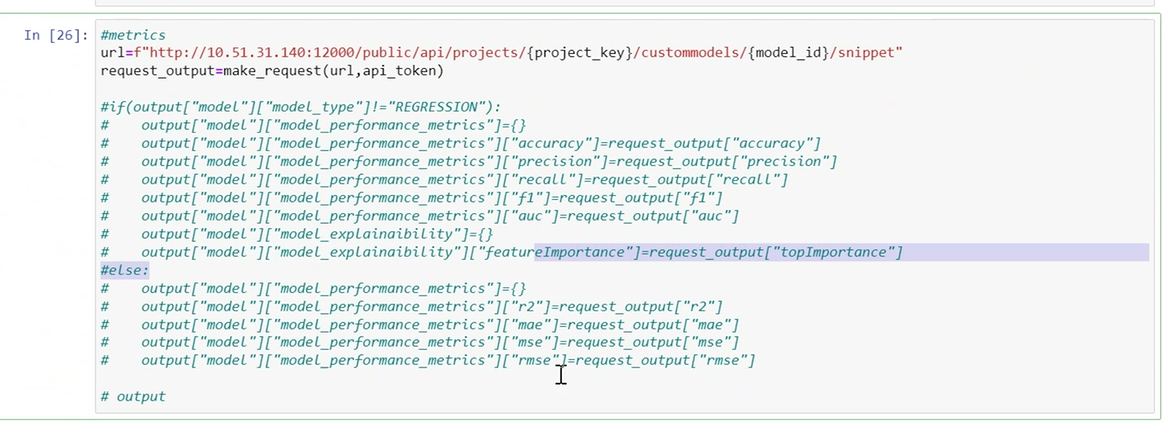 In [26]:
#metrics
url=f"http://10.51.31.140:12000/public/api/projects/{project_key}/custommodels/{model_id}/snippet"
request_output=make_request(url,api_token)
#if(output["model"]["model_type"]!="REGRESSION"):
#    output["model"]["model_performance_metrics"]={}
#    output["model"]["model_performance_metrics"]["accuracy"]=request_output["accuracy"]
#    output["model"]["model_performance_metrics"]["precision"]=request_output["precision"]
#    output["model"]["model_performance_metrics"]["recall"]=request_output["recall"]
#    output["model"]["model_performance_metrics"]["f1"]=request_output["f1"]
#    output["model"]["model_performance_metrics"]["auc"]=request_output["auc"]
#    output["model"]["model_explainaibility"]={}
#    output["model"]["model_explainaibility"]["featureImportance"]=request_output["topImportance"]
#else:
#    output["model"]["model_performance_metrics"]={}
#    output["model"]["model_performance_metrics"]["r2"]=request_output["r2"]
#    output["model"]["model_performance_metrics"]["mae"]=request_output["mae"]
#    output["model"]["model_performance_metrics"]["mse"]=request_output["mse"]
#    output["model"]["model_performance_metrics"]["rmse"]=request_output["rmse"]
# output